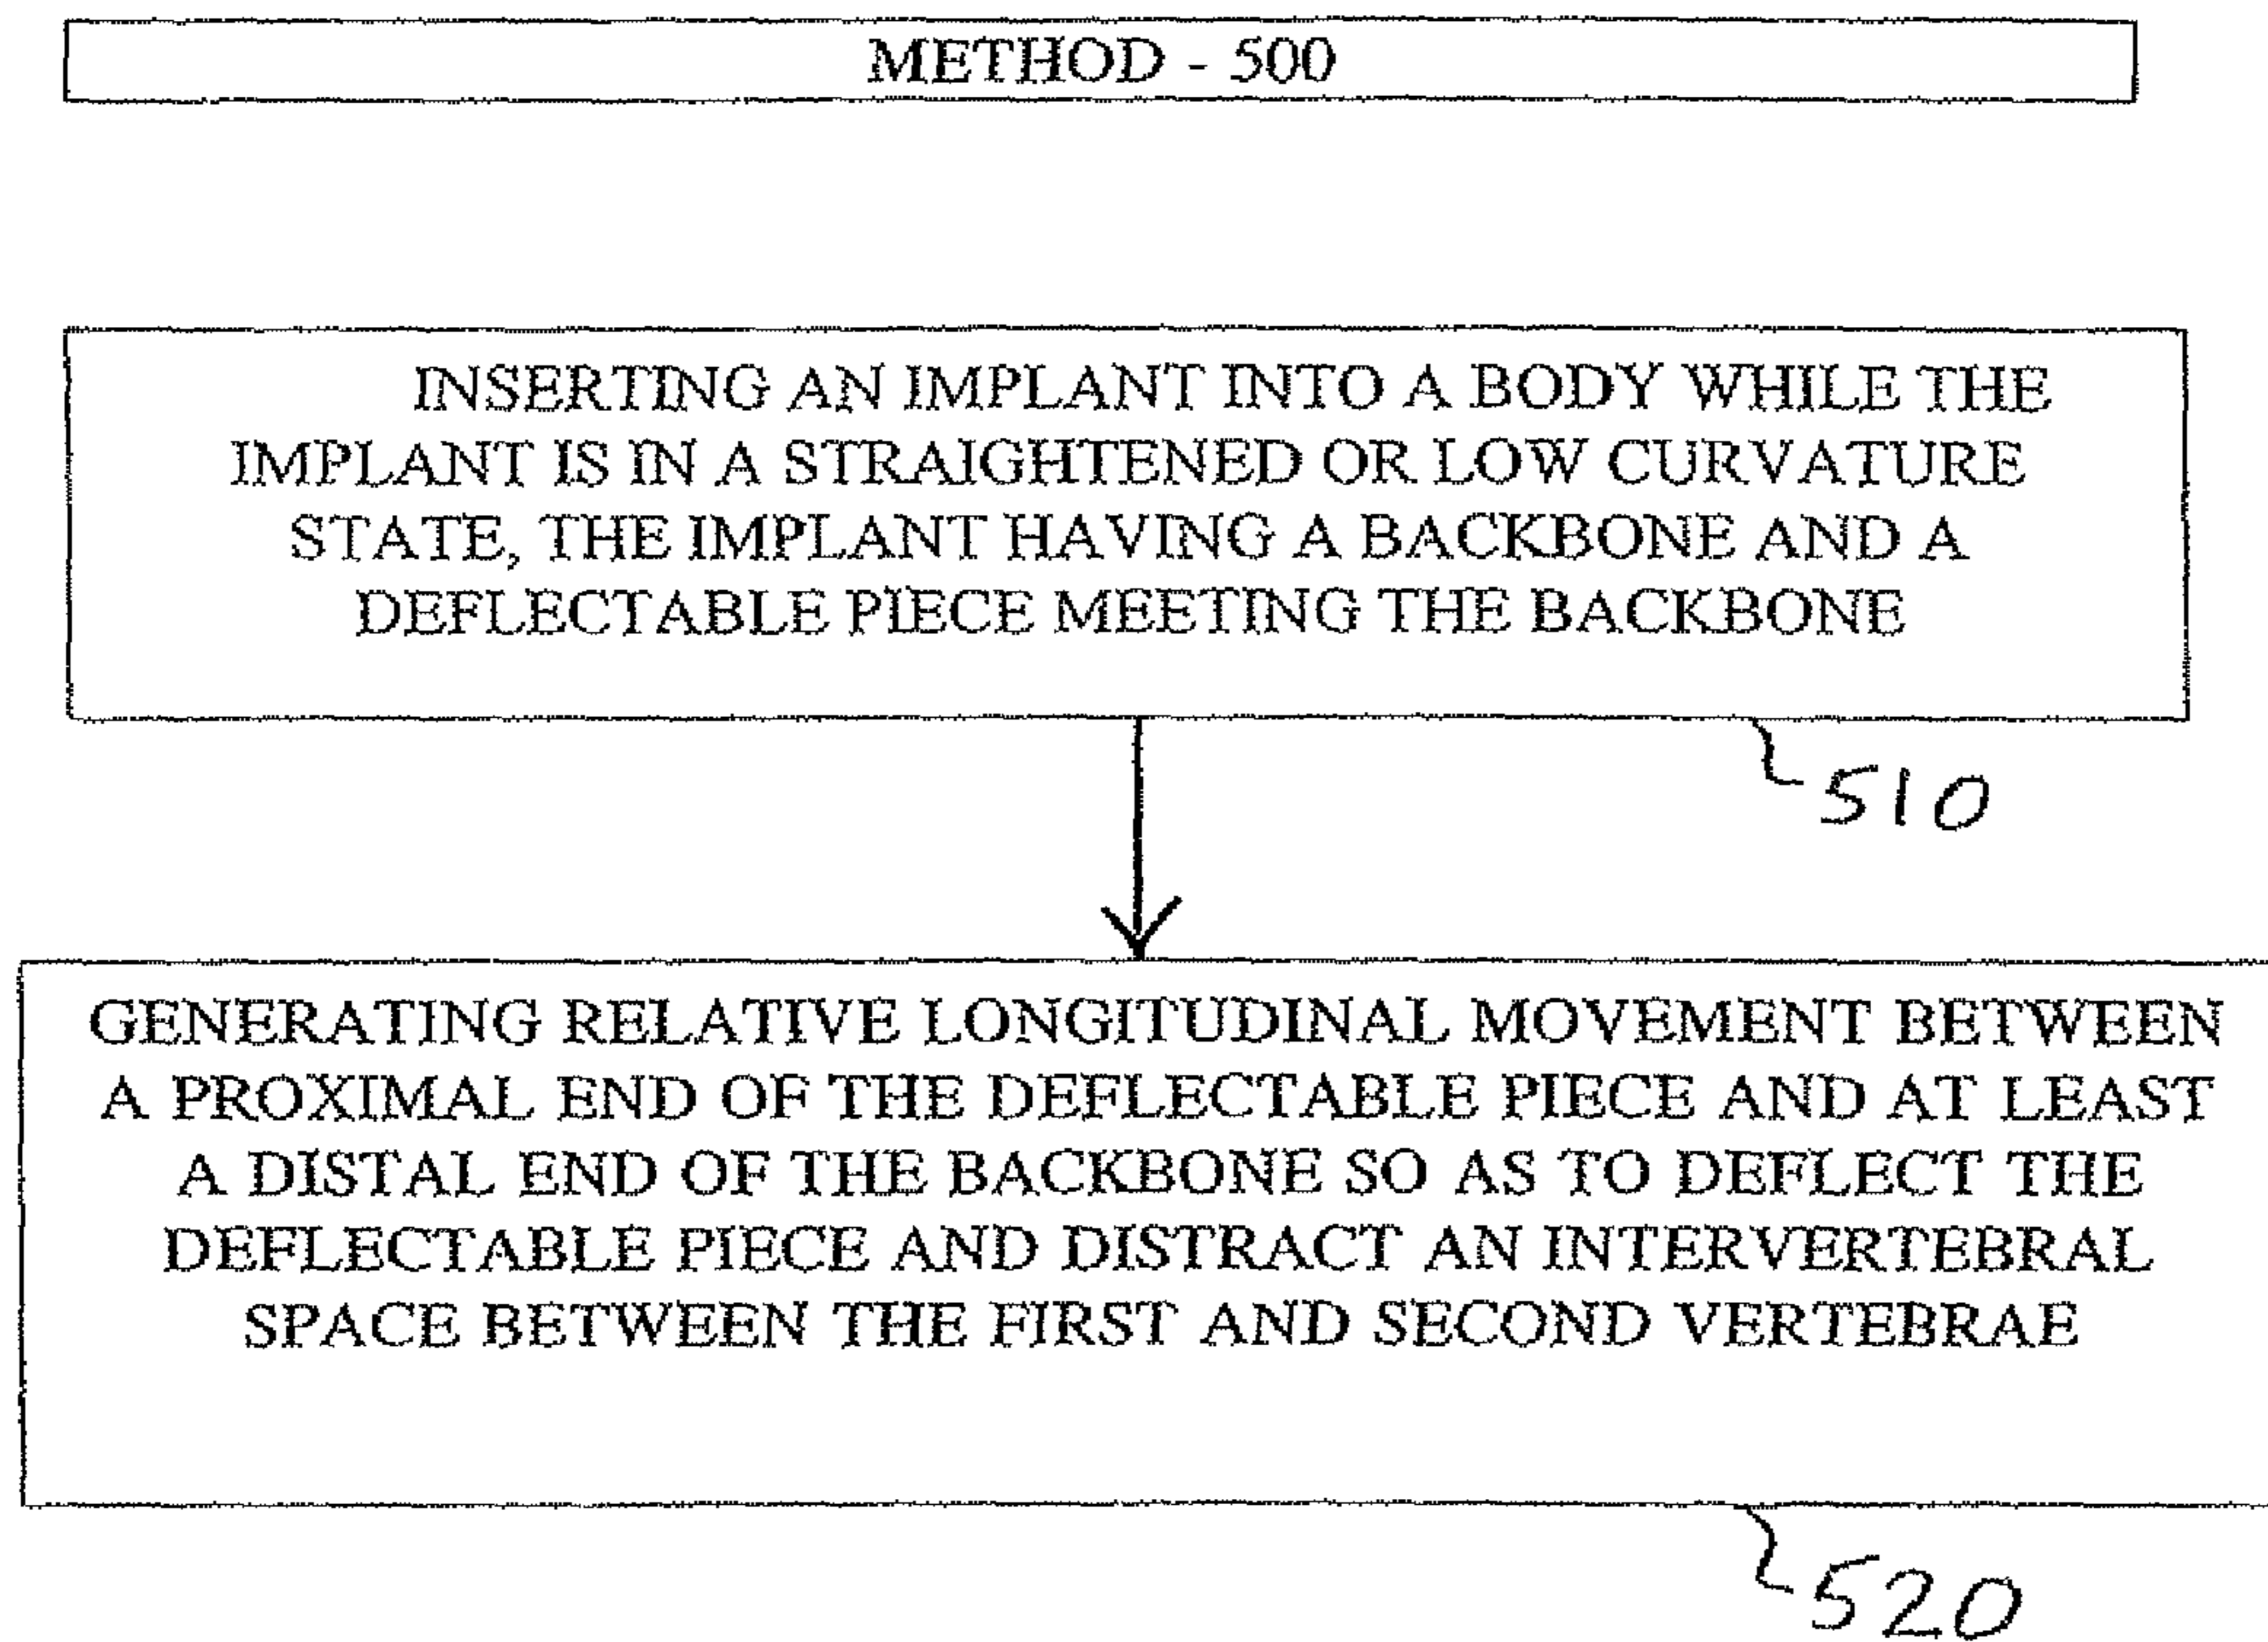 METHOD - 500
INSERTING AN IMPLANT INTO A BODY WHILE THE
IMPLANT IS IN A STRAIGHTENED OR LOW CURVATURE
STATE, THE IMPLANT HAVING A BACKBONE AND A
DEFLECTABLE PIECE MEETING THE BACKBONE
510
GENERATING RELATIVE LONGITUDINAL MOVEMENT BETWEEN
A PROXIMAL END OF THE DEFLECTABLE PIECE AND AT LEAST
A DISTAL END OF THE BACKBONE SO AS TO DEFLECT THE
DEFLECTABLE PIECE AND DISTRACT AN INTERVERTEBRAL
SPACE BETWEEN THE FIRST AND SECOND VERTEBRAE
520